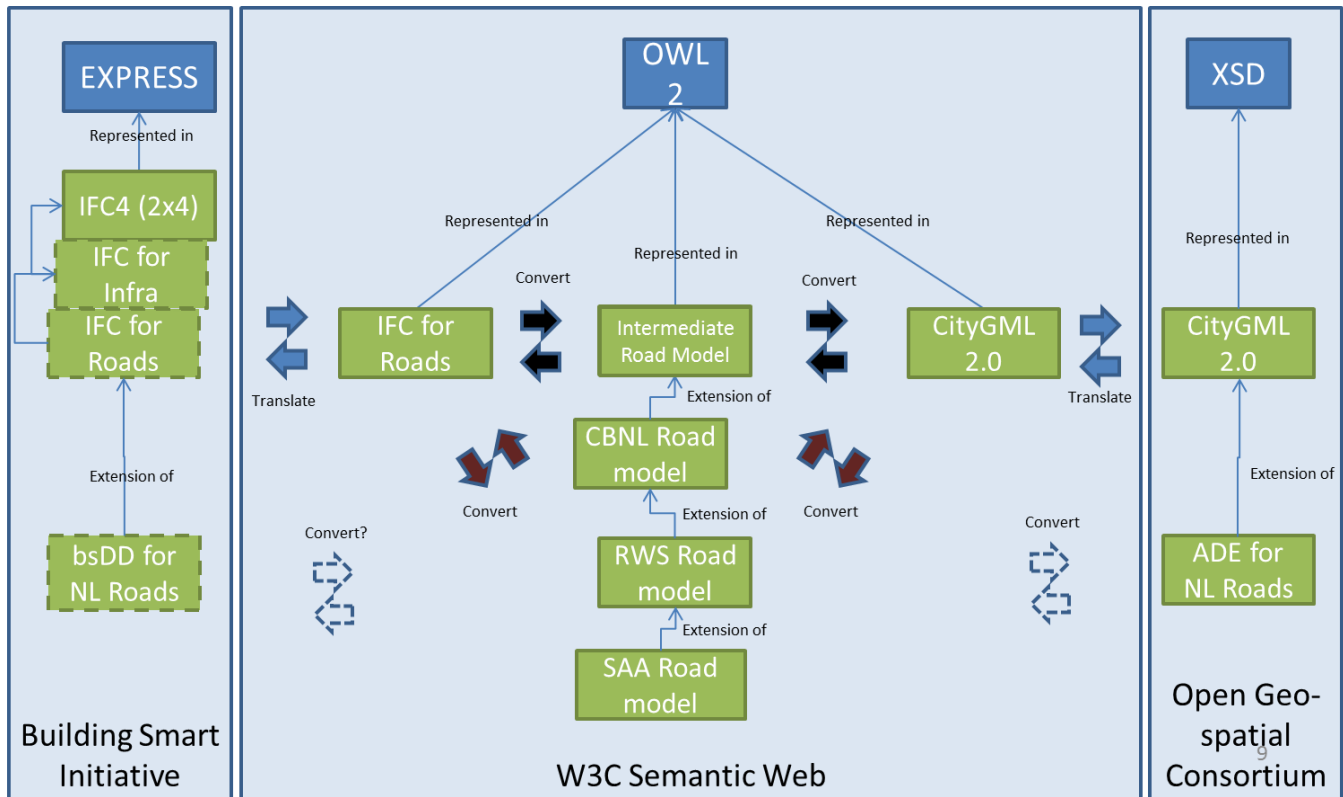 EXPRESS
Represented in
IFC4 (2x4)
IFC for
Infra
IFC for
Roads
Extension of
bsDD for
NL Roads
Building Smart
Initiative
OWL
2
Represented in
Represented in
Represented in
Translate
IFC for
Roads
Convert
Intermediate
Road Model
Convert
CityGML
2.0
Translate
Extension of
CBNL Road
model
Convert
Convert
Extension of
Convert?
RWS Road
model
Convert
Extension of
SAA Road
model
W3C Semantic Web
XSD
Represented in
CityGML
2.0
Extension of
ADE for
NL Roads
Open Geo-
spatial
9
Consortium